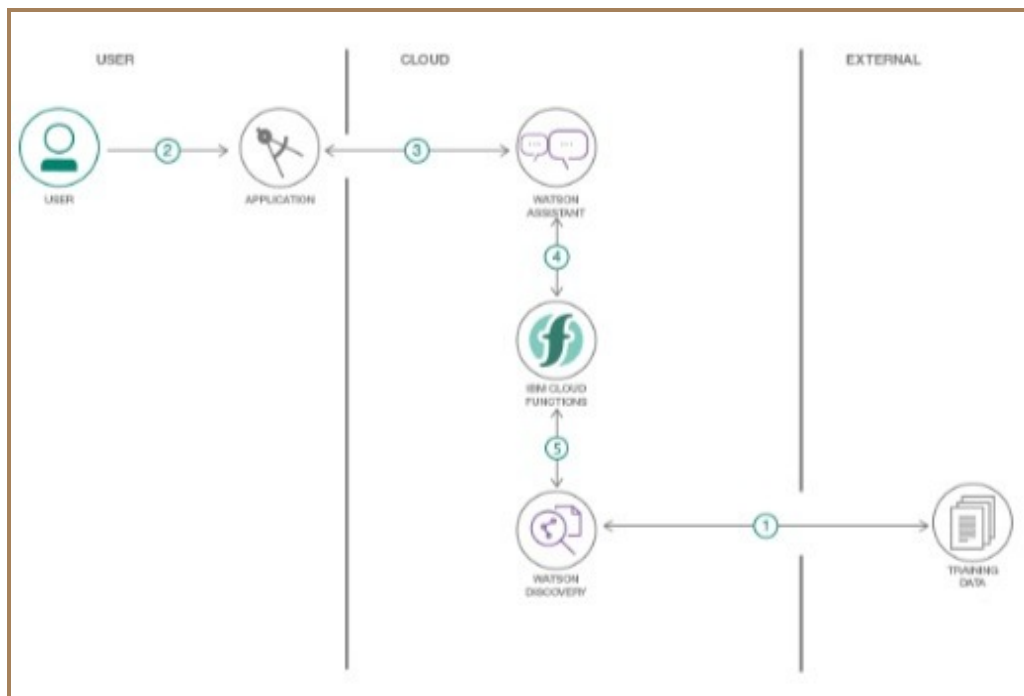 USER
CLOUD
EXTERNAL
2
3
USER
APPLICATION
WATSON
ASSISTANT
4
IBM CLOUD
FUNCTIONS
5
1
WATSON
DISCOVERY
TRAINING
DATA